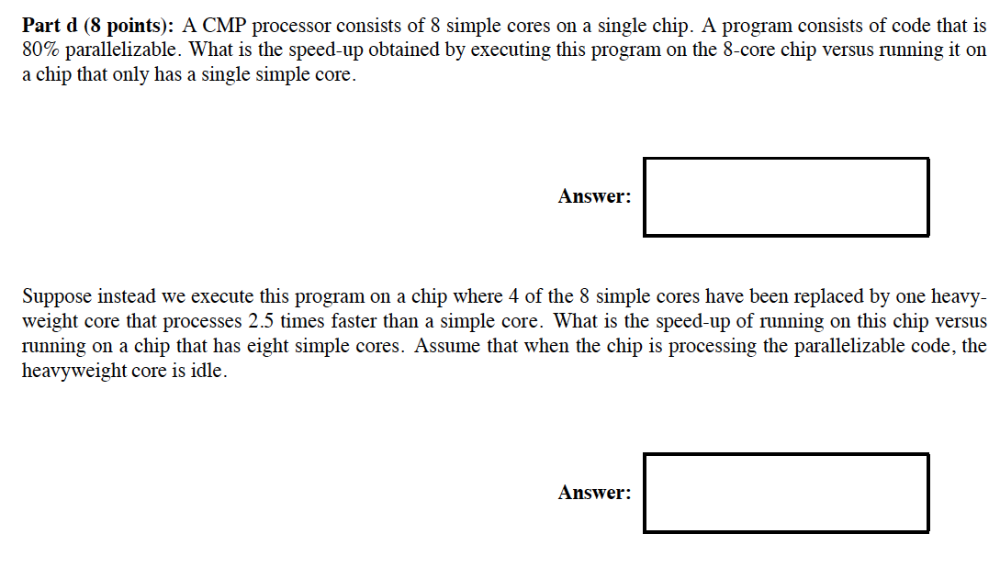 Part d (8 points): A CMP processor consists of 8 simple cores on a single chip. A program consists of code that is
80% parallelizable. What is the speed-up obtained by executing this program on the 8-core chip versus running it on
a chip that only has a single simple core.
Answer:
Suppose instead we execute this program on a chip where 4 of the 8 simple cores have been replaced by one heavy-
weight core that processes 2.5 times faster than a simple core. What is the speed-up of running on this chip versus
running on a chip that has eight simple cores. Assume that when the chip is processing the parallelizable code, the
heavyweight core is idle.
Answer: